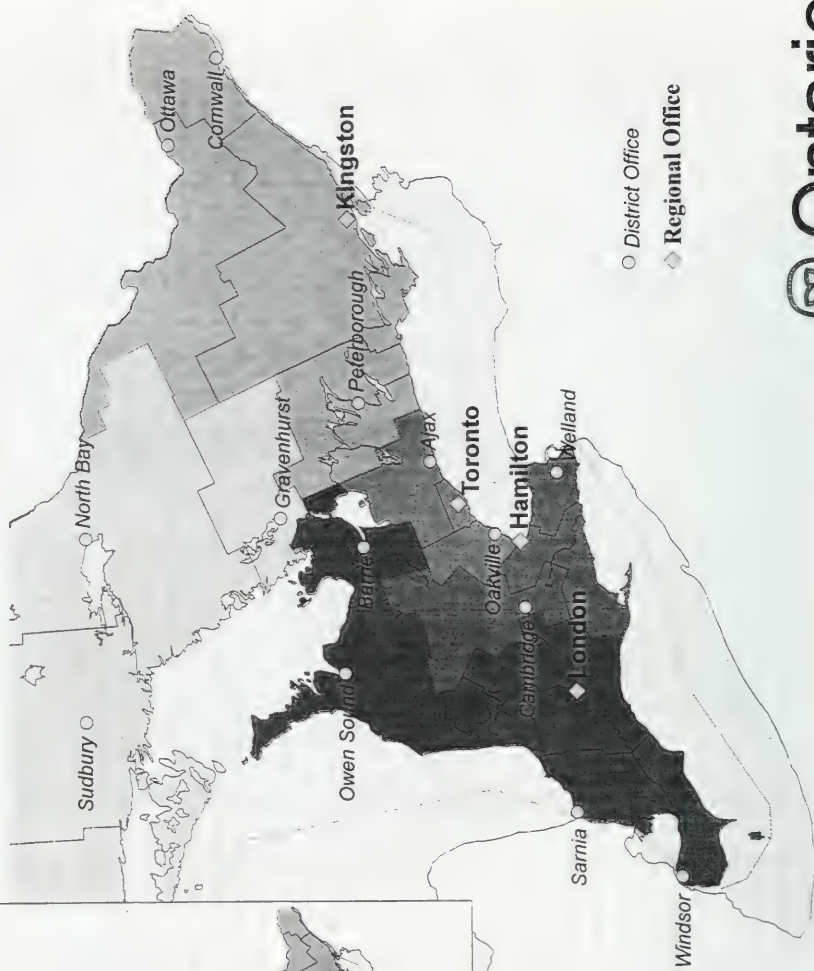 Ottawa
Cornwall
Kingston
North Bay
Peterborough
Gravenhurst
Sudbury
Ajax
Toronto
Barrie
Oakville
Hamilton
Welland
Owen Sound
Cambridge
London
Sarnia
Windsor
District Office
Regional Office